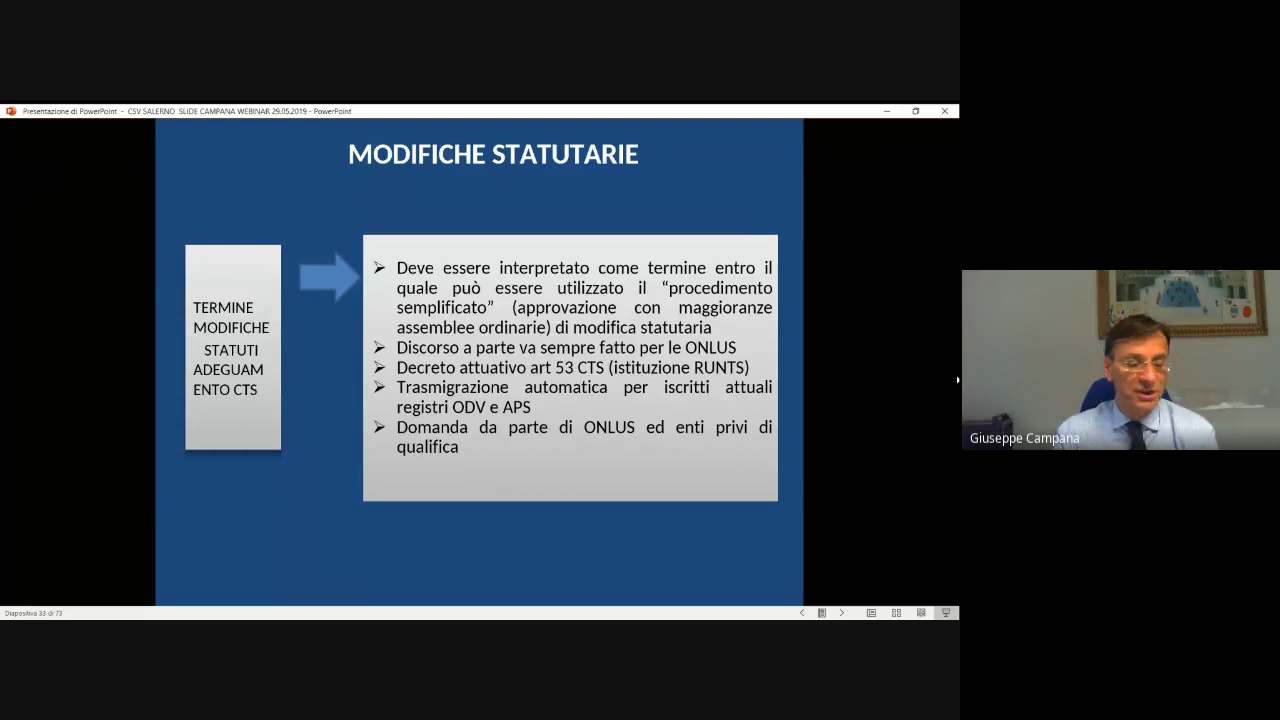 Presentazione di PowerPoint - CSV SALERNO SLIDE CAMPANA WEBINAR 29.05.2019 - PowerPoint
MODIFICHE STATUTARIE
TERMINE
MODIFICHE
STATUTI
ADEGUAM
ENTO CTS
Deve essere interpretato come termine entro il
quale può essere utilizzato il “procedimento
semplificato” (approvazione con maggioranze
assemblee ordinarie) di modifica statutaria
Discorso a parte va sempre fatto per le ONLUS
Decreto attuativo art 53 CTS (istituzione RUNTS)
Trasmigrazione automatica per iscritti attuali
registri ODV e APS
Domanda da parte di ONLUS ed enti privi di
qualifica
Giuseppe Campana
Diapositiva 33 di 73